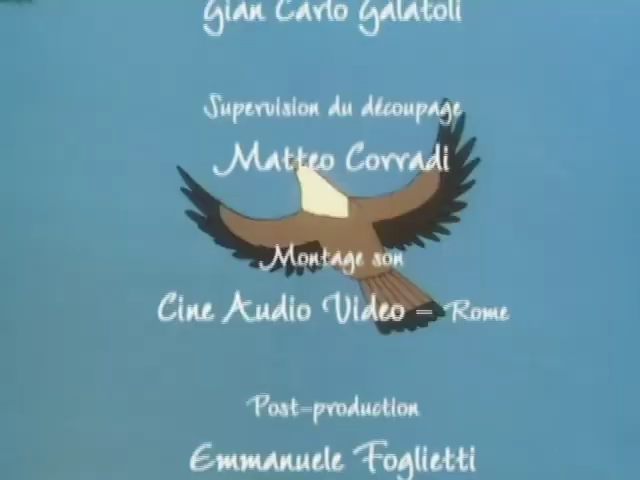 Gian Carlo Galatoli
Supervision du découpage
Matteo Corradi
Montage son
Cine Audio Video - Rome
Post-production
Emmanuele Foglietti